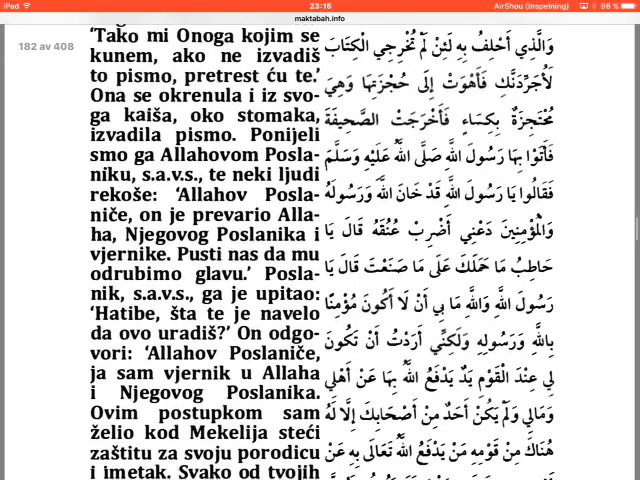 iPad
23:15
AirShou (Inspelning)
98 %
maktabah.info
182 av 408
‘Tako mi Onoga kojim se
kunem, ako ne izvadiš
to pismo, pretrest ću te.’
Ona se okrenula i iz svo-
ga kaiša, oko stomaka,
izvadila pismo. Ponijeli
smo ga Allahovom Posla-
niku, s.a.v.s., te neki ljudi
rekoše: ‘Allahov Posla-
niče, on je prevario Alla-
ha, Njegovog Poslanika i
vjernike. Pusti nas da mu
odrubimo glavu.’ Posla-
nik, s.a.v.s., ga je upitao:
‘Hatibe, šta te je navelo
da ovo uradiš?’ On odgo-
vori: ‘Allahov Poslaniče,
ja sam vjernik u Allaha
i Njegovog Poslanika.
Ovim postupkom sam
želio kod Mekelija steći
zaštitu za svoju porodicu
i imetak. Svako od tvojih
وَالَّذِي أَحْلِفُ بِهِ لَئِنْ لَمْ تُخْرِجِي الْكِتَابَ
لَأُجَرِّدَنَّكِ فَأَهْوَتْ إِلَى حُجْزَتِهَا وَهِيَ
مُحْتَجِزَةٌ بِكِسَاءٍ فَأَخْرَجَتْ الصَّحِيفَةَ
فَأَتَوْا بِهَا رَسُولَ اللَّهِ صَلَّى اللَّهُ عَلَيْهِ وَسَلَّمَ
فَقَالُوا يَا رَسُولَ اللَّهِ قَدْ خَانَ اللَّهَ وَرَسُولَهُ
وَالْمُؤْمِنِينَ دَعْنِي أَضْرِبْ عُنُقَهُ قَالَ يَا
حَاطِبُ مَا حَمَلَكَ عَلَى مَا صَنَعْتَ قَالَ يَا
رَسُولَ اللَّهِ وَاللَّهِ مَا بِي أَنْ لَا أَكُونَ مُؤْمِنًا
بِاللَّهِ وَرَسُولِهِ وَلَكِنِّي أَرَدْتُ أَنْ تَكُونَ
لِي عِنْدَ الْقَوْمِ يَدٌ يَدْفَعُ اللَّهُ بِهَا عَنْ أَهْلِي
وَمَالِي وَلَمْ يَكُنْ أَحَدٌ مِنْ أَصْحَابِكَ إِلَّا لَهُ
هُنَاكَ مِنْ قَوْمِهِ مَنْ يَدْفَعُ اللَّهُ تَعَالَى بِهِ عَنْ